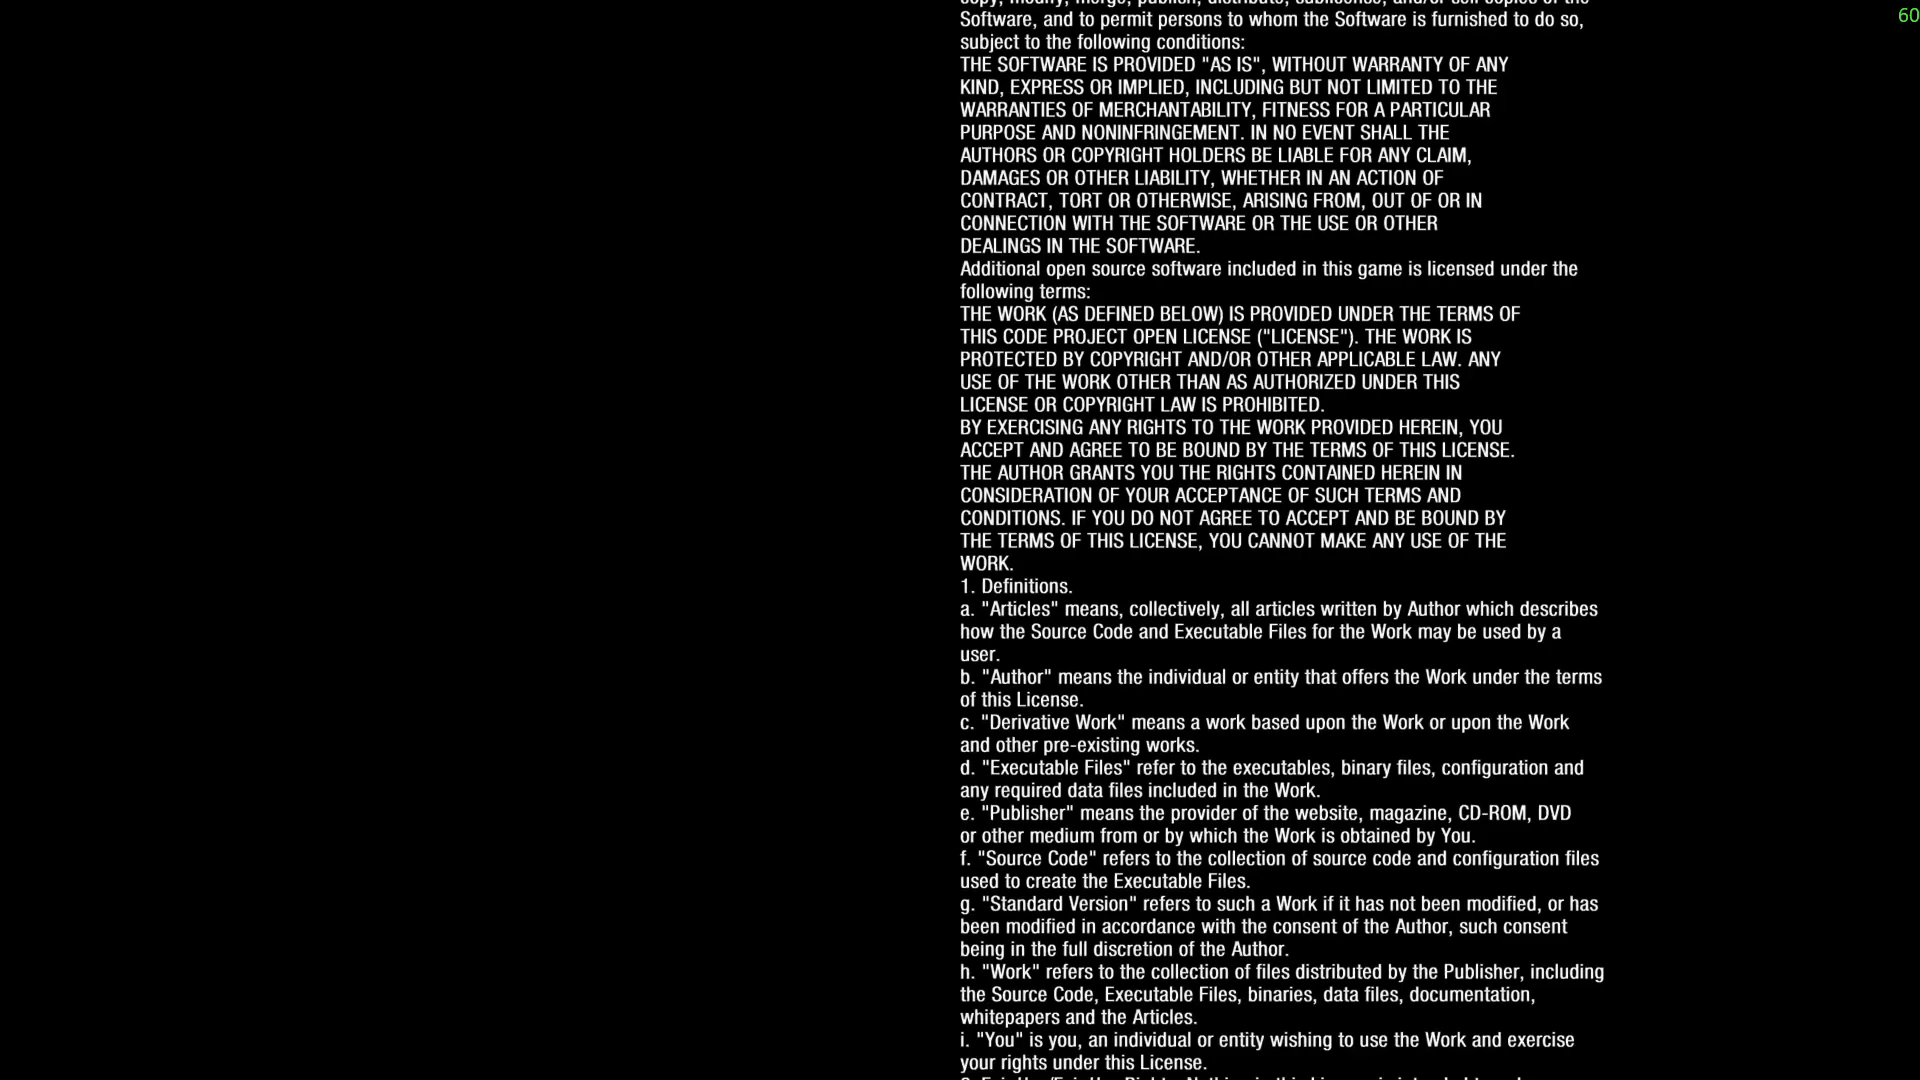 copy, modify, merge, publish, distribute, sublicense, and/or sell copies of the
Software, and to permit persons to whom the Software is furnished to do so,
subject to the following conditions:
THE SOFTWARE IS PROVIDED "AS IS", WITHOUT WARRANTY OF ANY
KIND, EXPRESS OR IMPLIED, INCLUDING BUT NOT LIMITED TO THE
WARRANTIES OF MERCHANTABILITY, FITNESS FOR A PARTICULAR
PURPOSE AND NONINFRINGEMENT. IN NO EVENT SHALL THE
AUTHORS OR COPYRIGHT HOLDERS BE LIABLE FOR ANY CLAIM,
DAMAGES OR OTHER LIABILITY, WHETHER IN AN ACTION OF
CONTRACT, TORT OR OTHERWISE, ARISING FROM, OUT OF OR IN
CONNECTION WITH THE SOFTWARE OR THE USE OR OTHER
DEALINGS IN THE SOFTWARE.
Additional open source software included in this game is licensed under the
following terms:
THE WORK (AS DEFINED BELOW) IS PROVIDED UNDER THE TERMS OF
THIS CODE PROJECT OPEN LICENSE ("LICENSE"). THE WORK IS
PROTECTED BY COPYRIGHT AND/OR OTHER APPLICABLE LAW. ANY
USE OF THE WORK OTHER THAN AS AUTHORIZED UNDER THIS
LICENSE OR COPYRIGHT LAW IS PROHIBITED.
BY EXERCISING ANY RIGHTS TO THE WORK PROVIDED HEREIN, YOU
ACCEPT AND AGREE TO BE BOUND BY THE TERMS OF THIS LICENSE.
THE AUTHOR GRANTS YOU THE RIGHTS CONTAINED HEREIN IN
CONSIDERATION OF YOUR ACCEPTANCE OF SUCH TERMS AND
CONDITIONS. IF YOU DO NOT AGREE TO ACCEPT AND BE BOUND BY
THE TERMS OF THIS LICENSE, YOU CANNOT MAKE ANY USE OF THE
WORK.
1. Definitions.
a. "Articles" means, collectively, all articles written by Author which describes
how the Source Code and Executable Files for the Work may be used by a
user.
b. "Author" means the individual or entity that offers the Work under the terms
of this License.
c. "Derivative Work" means a work based upon the Work or upon the Work
and other pre-existing works.
d. "Executable Files" refer to the executables, binary files, configuration and
any required data files included in the Work.
e. "Publisher" means the provider of the website, magazine, CD-ROM, DVD
or other medium from or by which the Work is obtained by You.
f. "Source Code" refers to the collection of source code and configuration files
used to create the Executable Files.
g. "Standard Version" refers to such a Work if it has not been modified, or has
been modified in accordance with the consent of the Author, such consent
being in the full discretion of the Author.
h. "Work" refers to the collection of files distributed by the Publisher, including
the Source Code, Executable Files, binaries, data files, documentation,
whitepapers and the Articles.
i. "You" is you, an individual or entity wishing to use the Work and exercise
your rights under this License.
60